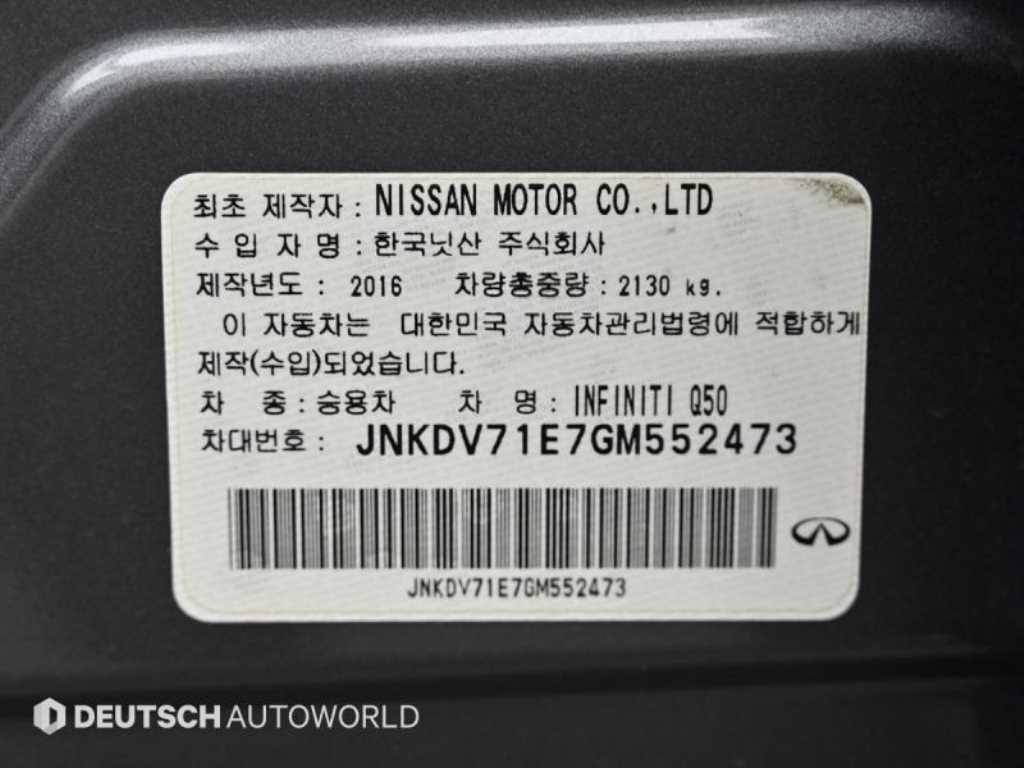 최초 제작자 : NISSAN MOTOR CO.,LTD
수 입 자 명 : 한국닛산 주식회사
제작년도 : 2016 차량총중량 : 2130 kg.
이 자동차는 대한민국 자동차관리법령에 적합하게
제작(수입)되었습니다.
차 종 : 승용차 차 명 : INFINITI Q50
차대번호 : JNKDV71E7GM552473
JNKDV71E7GM552473
DEUTSCH AUTOWORLD